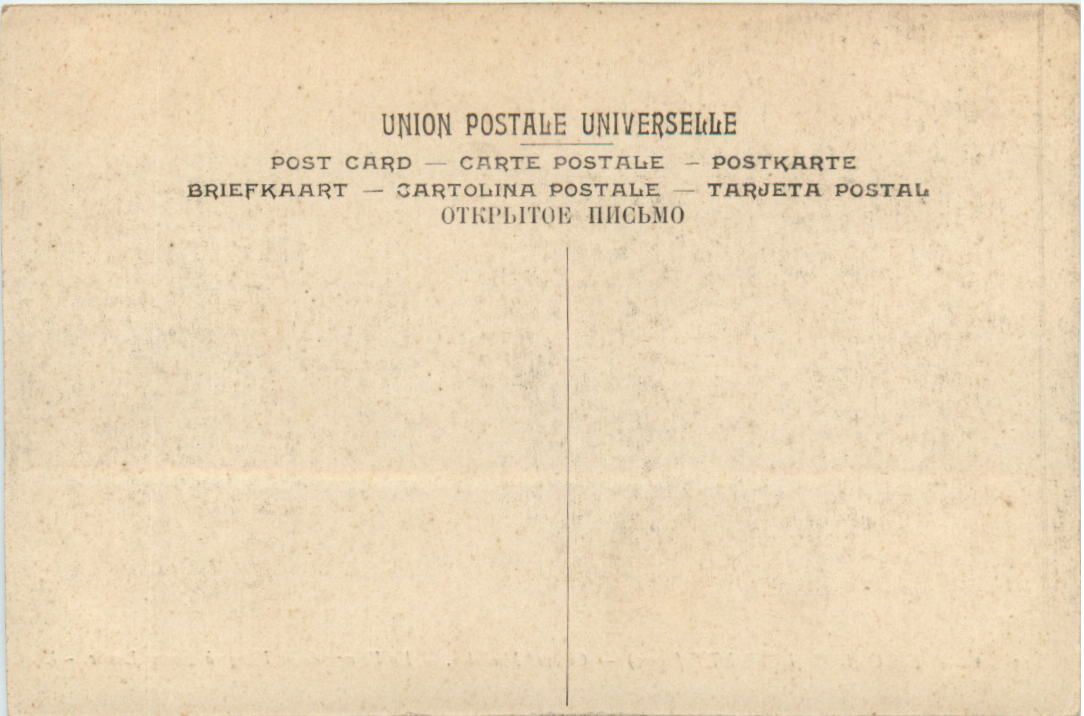 UNION POSTALE UNIVERSELLE
POST CARD — CARTE POSTALE — POSTKARTE
BRIEFKAART — CARTOLINA POSTALE — TARJETA POSTAL
ОТКРЫТОЕ ПИСЬМО